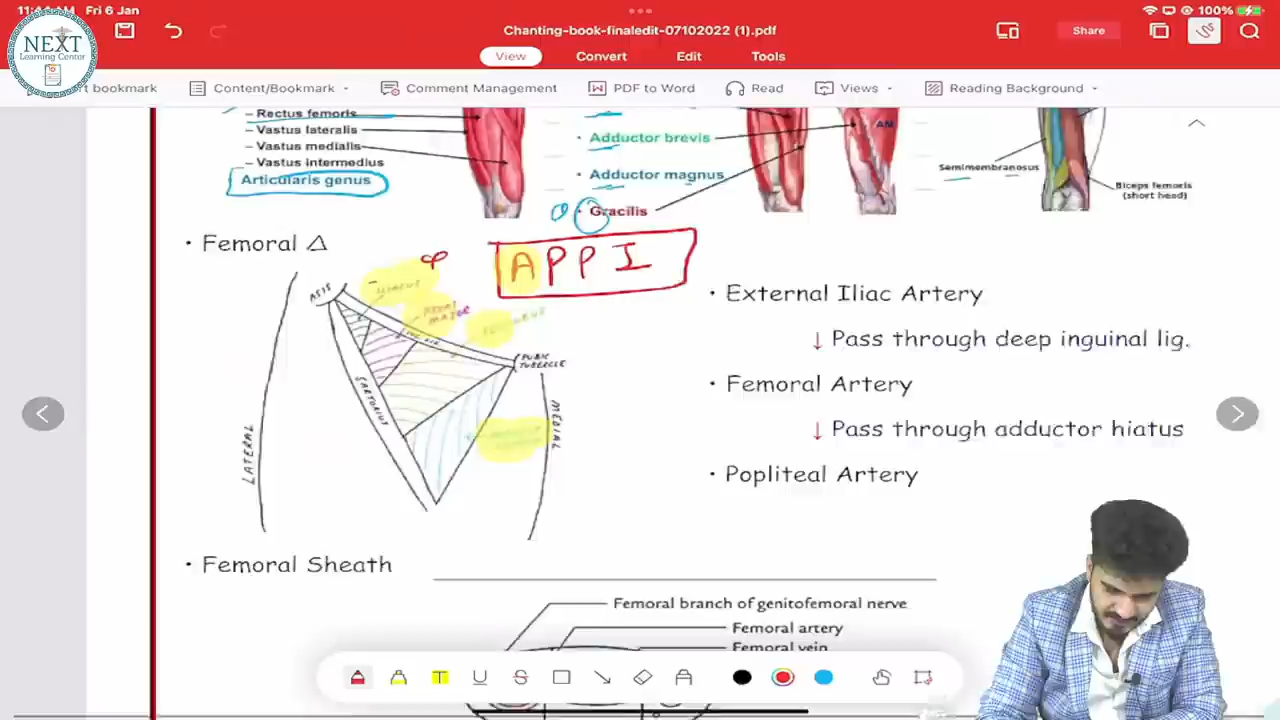 Fri 6 Jan
100%
NEXT
Learning Center
Chanting-book-finaledit-07102022 (1).pdf
Share
View
Convert
Edit
Tools
bookmark
Content/Bookmark
Comment Management
PDF to Word
Read
Views
Reading Background
– Rectus femoris
– Vastus lateralis
– Vastus medialis
– Vastus intermedius
Articularis genus
• Adductor brevis
• Adductor magnus
• Gracilis
AM
Semimembranosus
Biceps femoris
(short head)
• Femoral Δ
APPI
ASIS
MAJOR
PUBIC
TUBERCLE
SARTORIUS
LATERAL
MEDIAL
• External Iliac Artery
↓ Pass through deep inguinal lig.
• Femoral Artery
↓ Pass through adductor hiatus
• Popliteal Artery
• Femoral Sheath
Femoral branch of genitofemoral nerve
Femoral artery
Femoral vein